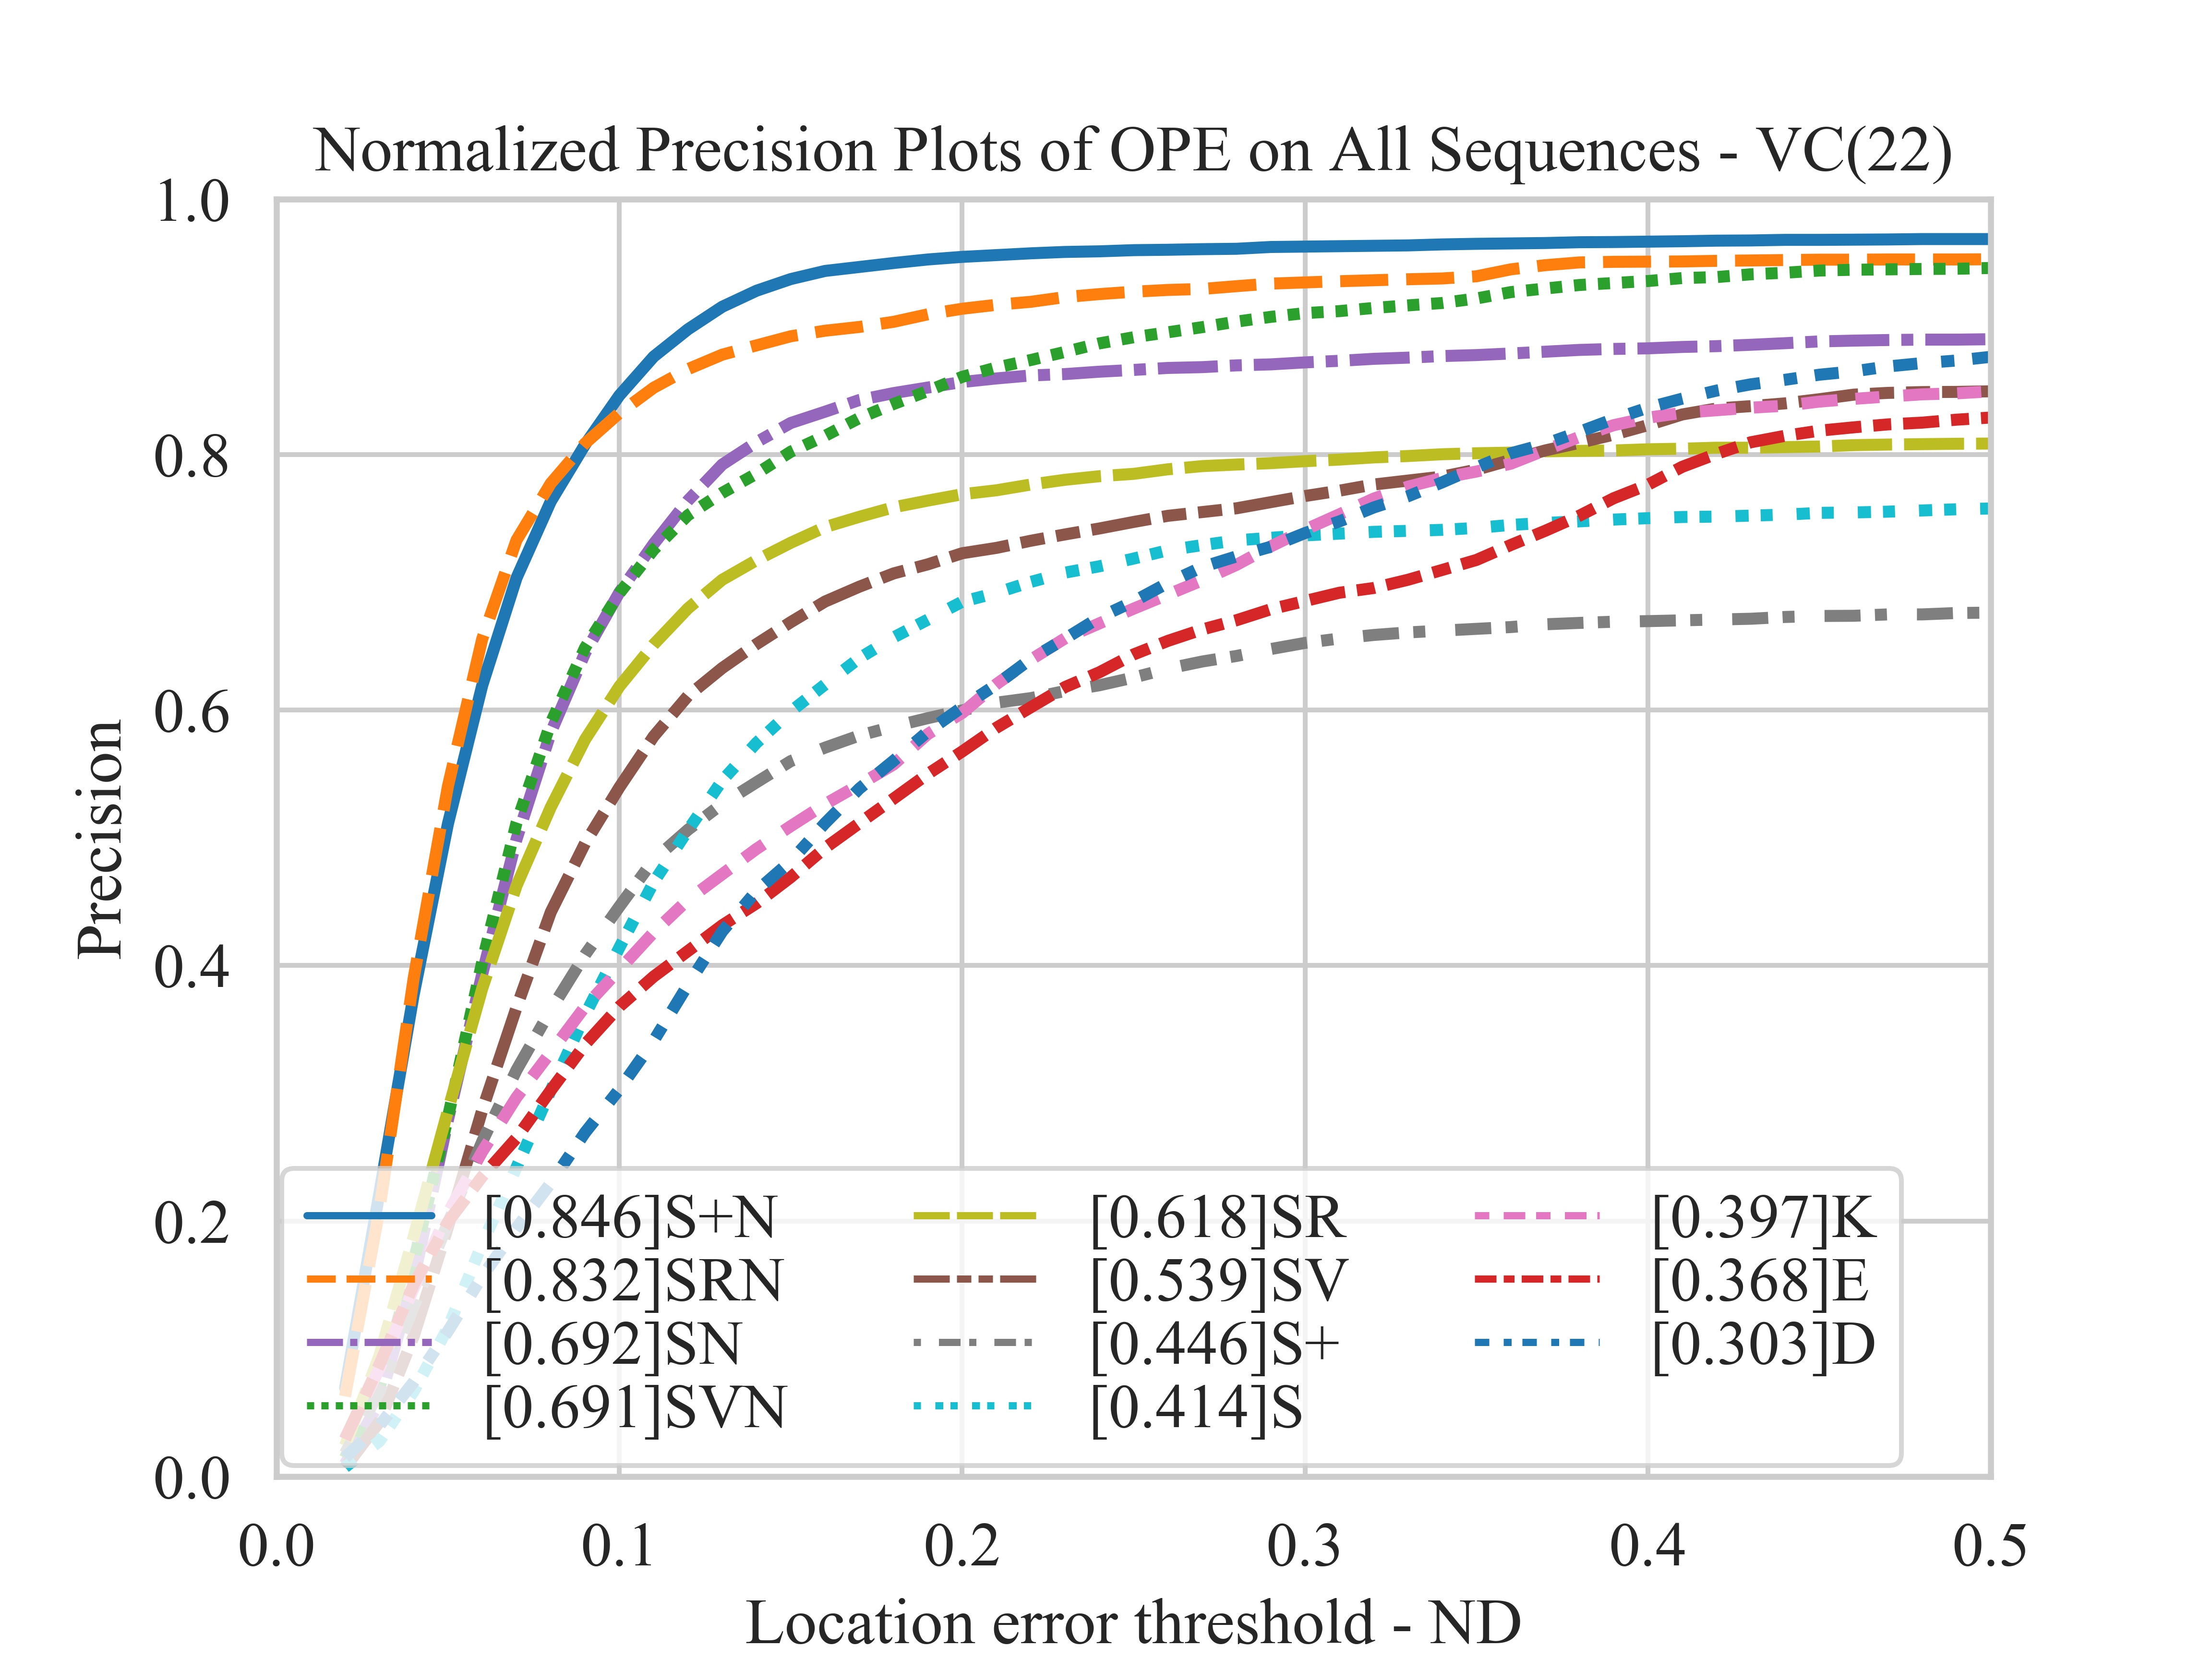 Normalized Precision Plots of OPE on All Sequences - VC(22)
1.0
0.8
0.6
0.4
0.2
0.0
Precision
[0.846]S+N
[0.832]SRN
[0.692]SN
[0.691]SVN
[0.618]SR
[0.539]SV
[0.446]S+
[0.414]S
[0.397]K
[0.368]E
[0.303]D
0.0 0.1 0.2 0.3 0.4 0.5
Location error threshold - ND